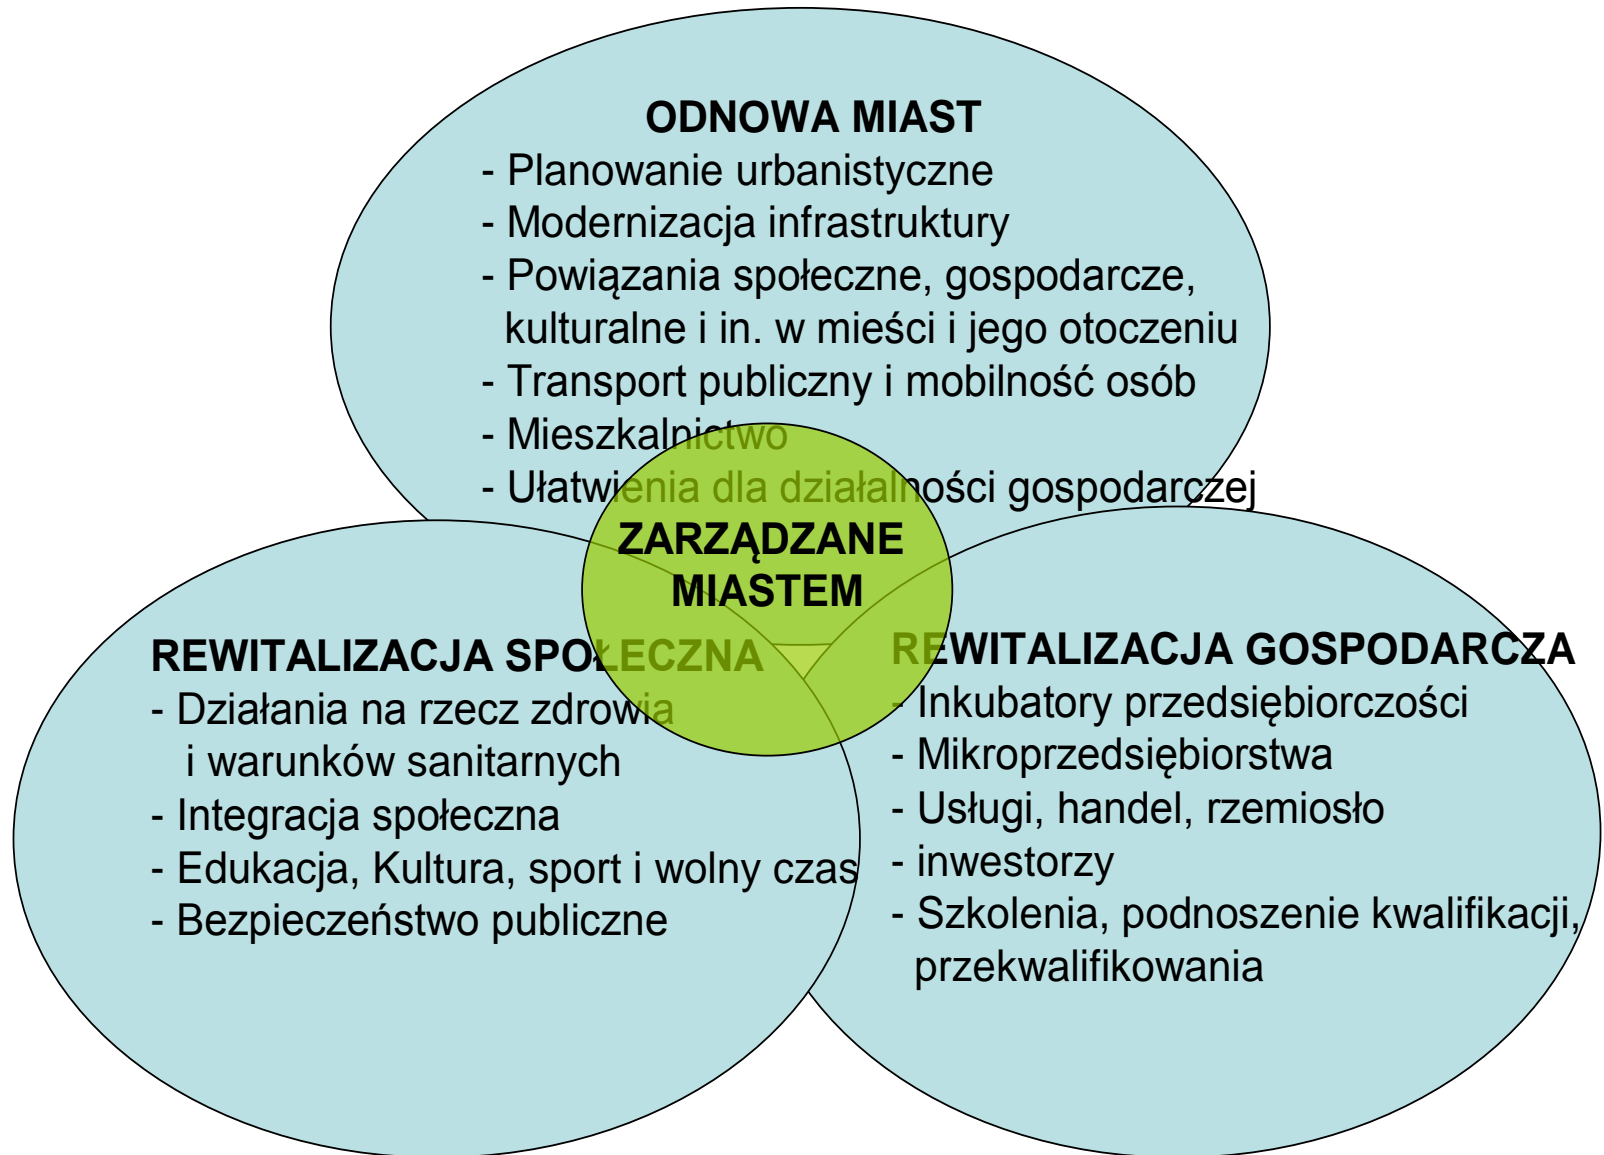 ODNOWA MIAST
- Planowanie urbanistyczne
- Modernizacja infrastruktury
- Powiązania społeczne, gospodarcze,
kulturalne i in. w mieści i jego otoczeniu
- Transport publiczny i mobilność osób
- Mieszkalnictwo
- Ułatwienia dla działalności gospodarczej
ZARZĄDZANE
MIASTEM
REWITALIZACJA SPOŁECZNA
- Działania na rzecz zdrowia
i warunków sanitarnych
- Integracja społeczna
- Edukacja, Kultura, sport i wolny czas
- Bezpieczeństwo publiczne
REWITALIZACJA GOSPODARCZA
- Inkubatory przedsiębiorczości
- Mikroprzedsiębiorstwa
- Usługi, handel, rzemiosło
- inwestorzy
- Szkolenia, podnoszenie kwalifikacji,
przekwalifikowania